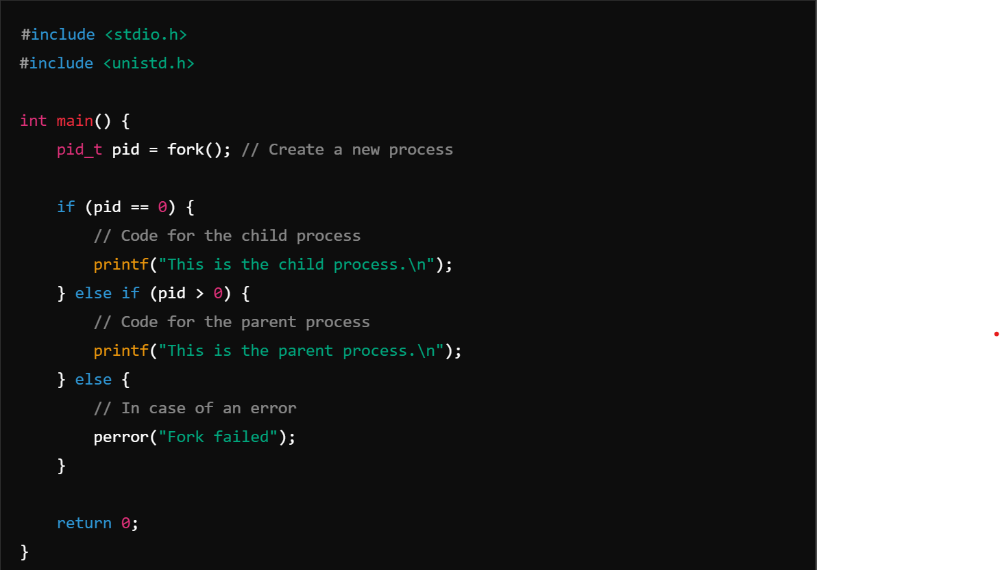 #include <stdio.h>
#include <unistd.h>
int main() {
pid_t pid = fork(); // Create a new process
if (pid == 0) {
// Code for the child process
printf("This is the child process.\n");
} else if (pid > 0) {
// Code for the parent process
printf("This is the parent process.\n");
} else {
// In case of an error
perror("Fork failed");
}
return 0;
}